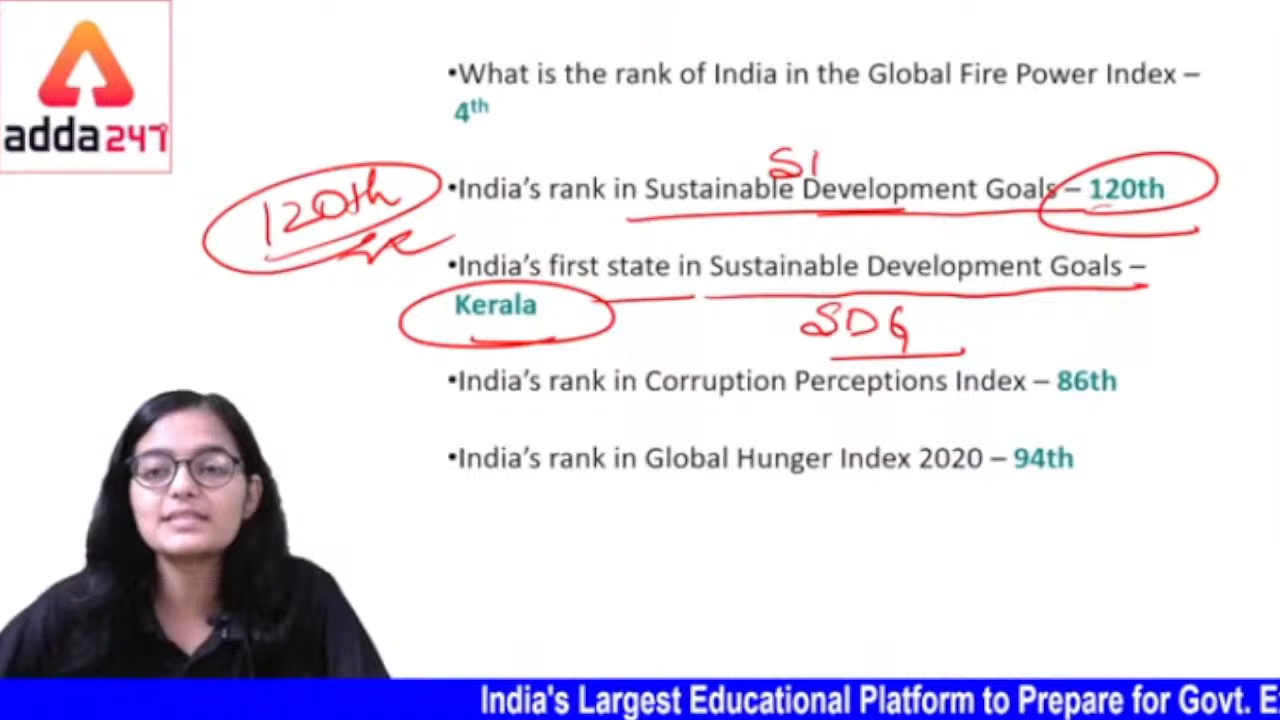 adda247
•What is the rank of India in the Global Fire Power Index –
4th
SI
120th
•India's rank in Sustainable Development Goals – 120th
•India's first state in Sustainable Development Goals –
Kerala
SDG
•India's rank in Corruption Perceptions Index – 86th
•India's rank in Global Hunger Index 2020 – 94th
India's Largest Educational Platform to Prepare for Govt. E